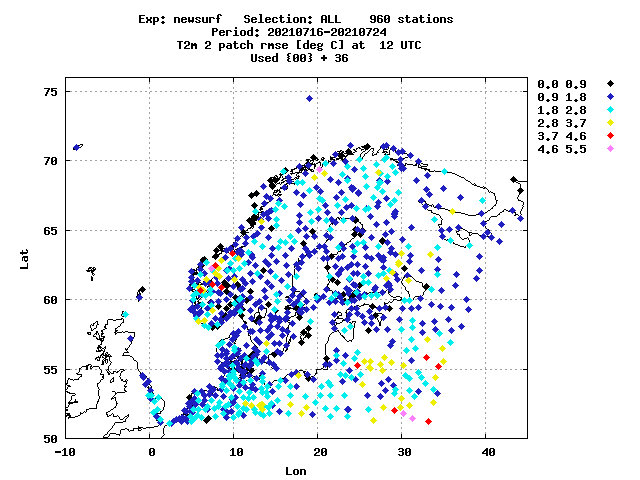 Exp: newsurf   Selection: ALL    960 stations
Period: 20210716-20210724
T2m 2 patch rmse [deg C] at  12 UTC
Used {00} + 36
0.0 0.9
0.9 1.8
1.8 2.8
2.8 3.7
3.7 4.6
4.6 5.5
75
70
65
60
55
50
Lat
-10 0 10 20 30 40
Lon